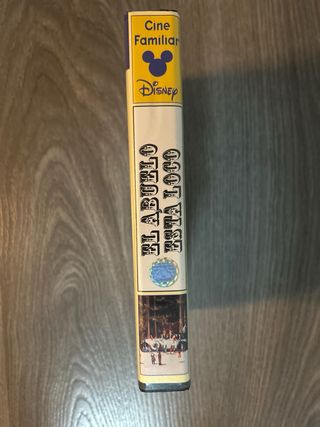 Cine
Familiar
Disney
EL ABUELO
ESTA LOCO